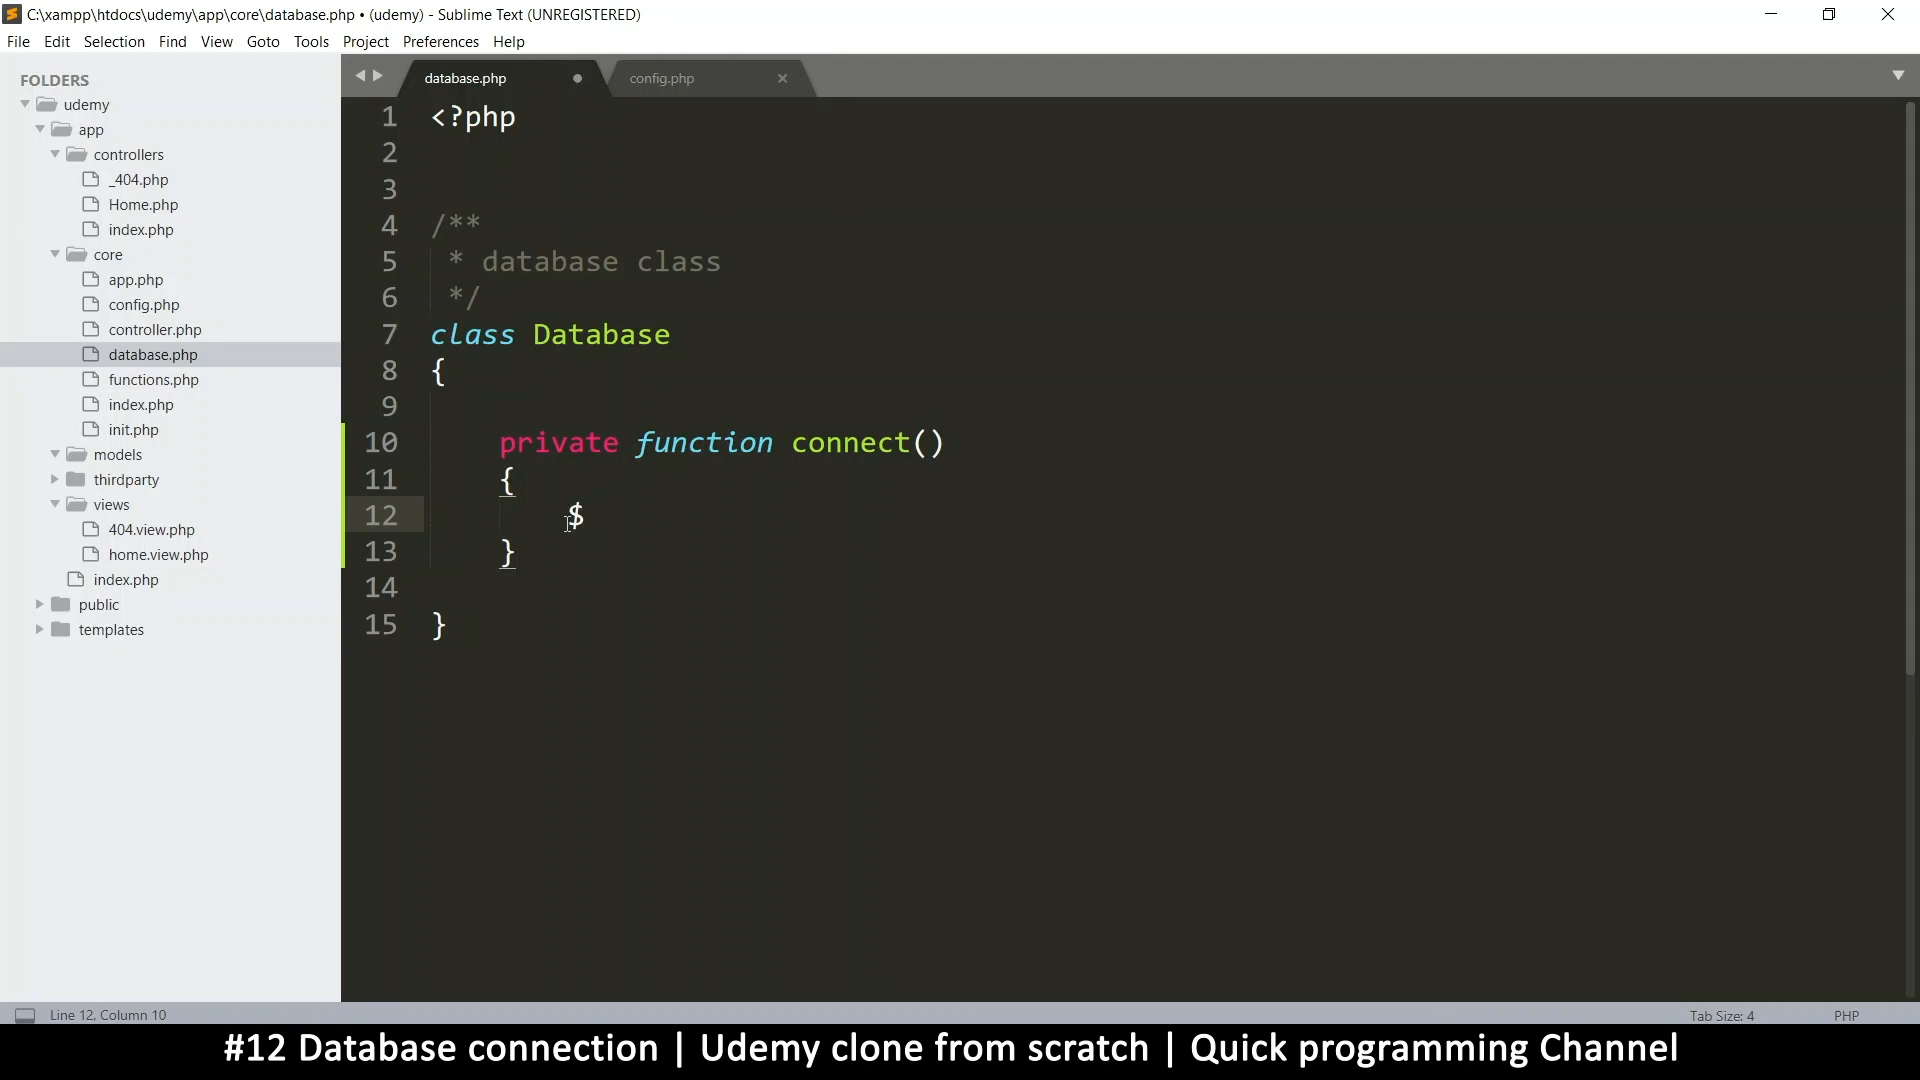 C:\xampp\htdocs\udemy\app\core\database.php • (udemy) - Sublime Text (UNREGISTERED)
File Edit Selection Find View Goto Tools Project Preferences Help
FOLDERS
udemy
app
controllers
_404.php
Home.php
index.php
core
app.php
config.php
controller.php
database.php
functions.php
index.php
init.php
models
thirdparty
views
404.view.php
home.view.php
index.php
public
templates
database.php config.php
1 <?php
2
3
4 /**
5 * database class
6 */
7 class Database
8 {
9
10 private function connect()
11 {
12 $
13 }
14
15 }
Line 12, Column 10 Tab Size: 4 PHP
#12 Database connection | Udemy clone from scratch | Quick programming Channel